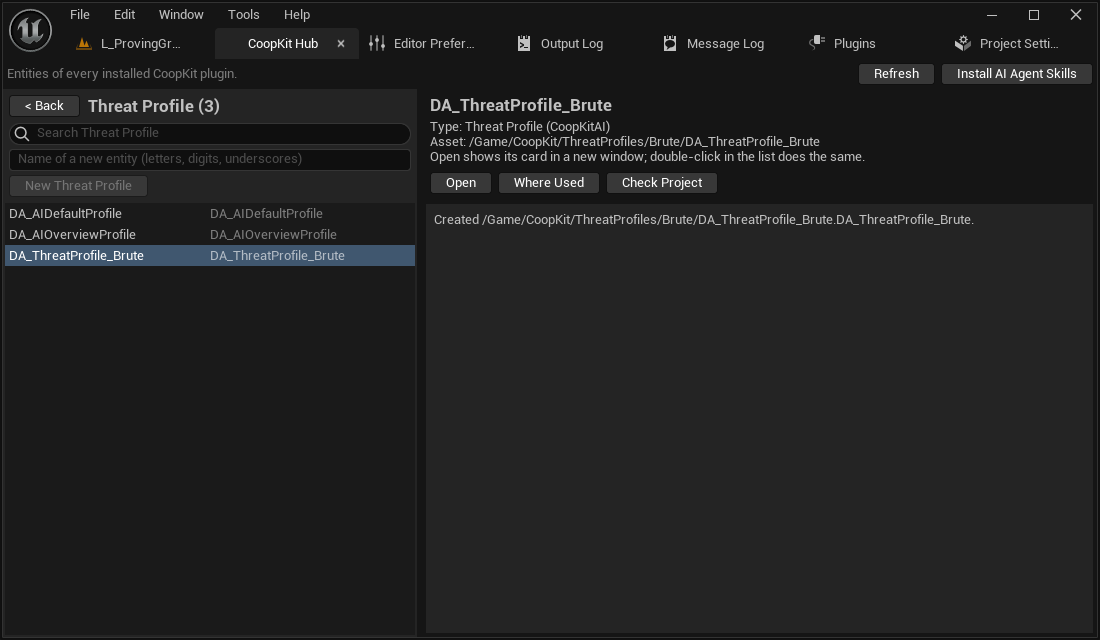 File Edit Window Tools Help
L_ProvingGr... CoopKit Hub Editor Prefer... Output Log Message Log Plugins Project Setti...
Entities of every installed CoopKit plugin. Refresh Install AI Agent Skills
< Back Threat Profile (3)
Search Threat Profile
Name of a new entity (letters, digits, underscores)
New Threat Profile
DA_AIDefaultProfile DA_AIDefaultProfile
DA_AIOverviewProfile DA_AIOverviewProfile
DA_ThreatProfile_Brute DA_ThreatProfile_Brute
DA_ThreatProfile_Brute
Type: Threat Profile (CoopKitAI)
Asset: /Game/CoopKit/ThreatProfiles/Brute/DA_ThreatProfile_Brute
Open shows its card in a new window; double-click in the list does the same.
Open Where Used Check Project
Created /Game/CoopKit/ThreatProfiles/Brute/DA_ThreatProfile_Brute.DA_ThreatProfile_Brute.